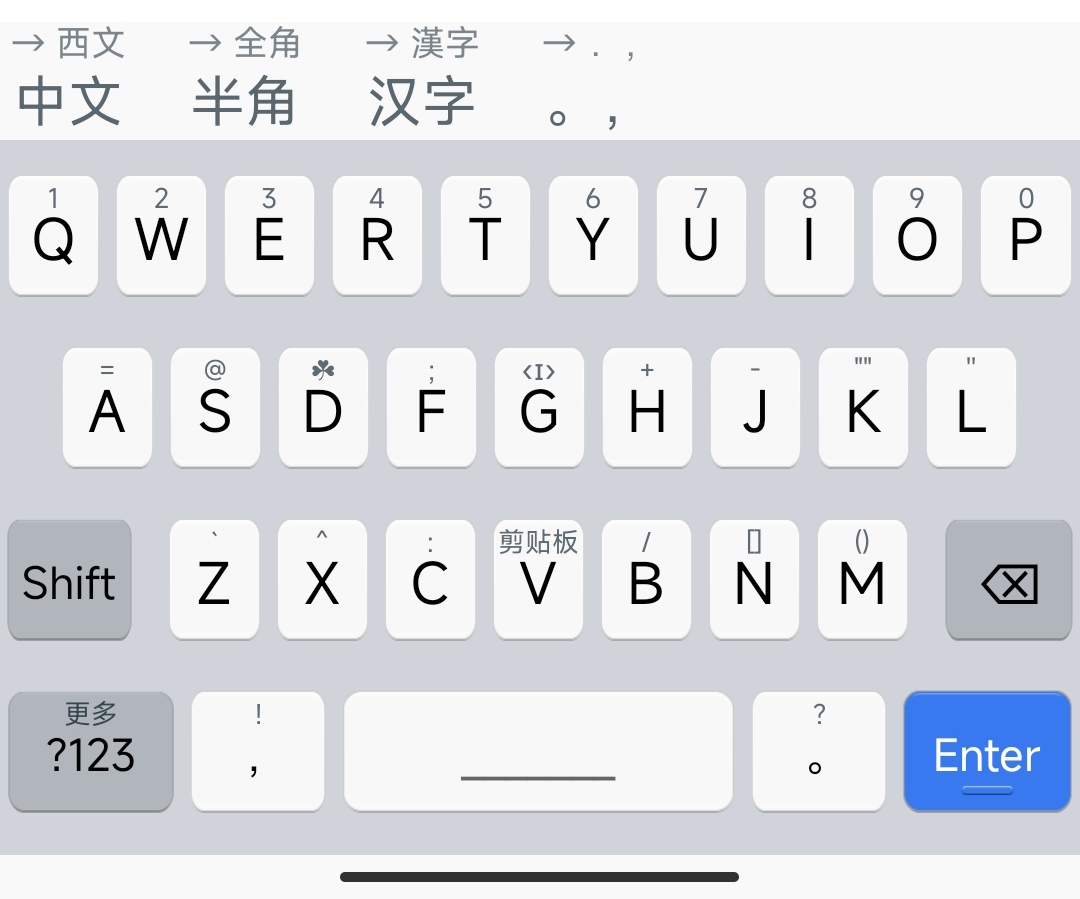 → 西文 → 全角 → 漢字 → . ,
中文 半角 汉字 。,
1 2 3 4 5 6 7 8 9 0
Q W E R T Y U I O P
= @ ☘ ; ‹I› + - "" "
A S D F G H J K L
` ^ : 剪贴板 / [] ()
Shift Z X C V B N M
更多 ! ?
?123 , 。 Enter